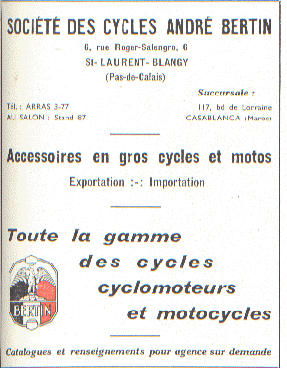 SOCIÉTÉ DES CYCLES ANDRÉ BERTIN
6, rue Roger-Salengro, 6
St-LAURENT-BLANGY
(Pas-de-Calais)
Succursale :
TÉL. : ARRAS 3-77
117, bd de Lorraine
AU SALON : Stand 87
CASABLANCA (Maroc)
Accessoires en gros cycles et motos
Exportation :-: Importation
Toute la gamme
des cycles
cyclomoteurs
et motocycles
BERTIN
Catalogues et renseignements pour agence sur demande